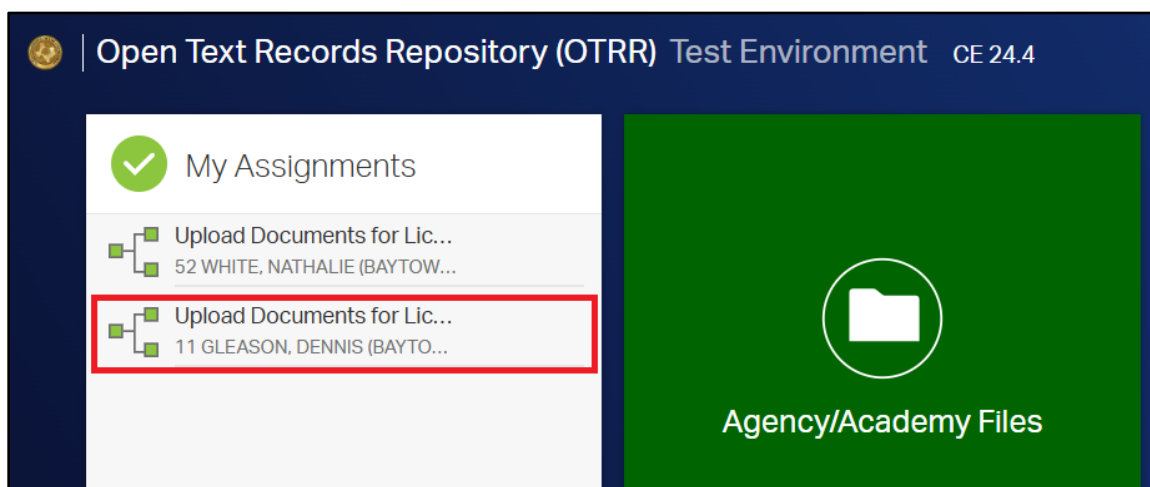 Open Text Records Repository (OTRR) Test Environment CE 24.4
My Assignments
Upload Documents for Lic...
52 WHITE, NATHALIE (BAYTOW...
Upload Documents for Lic...
11 GLEASON, DENNIS (BAYTO...
Agency/Academy Files